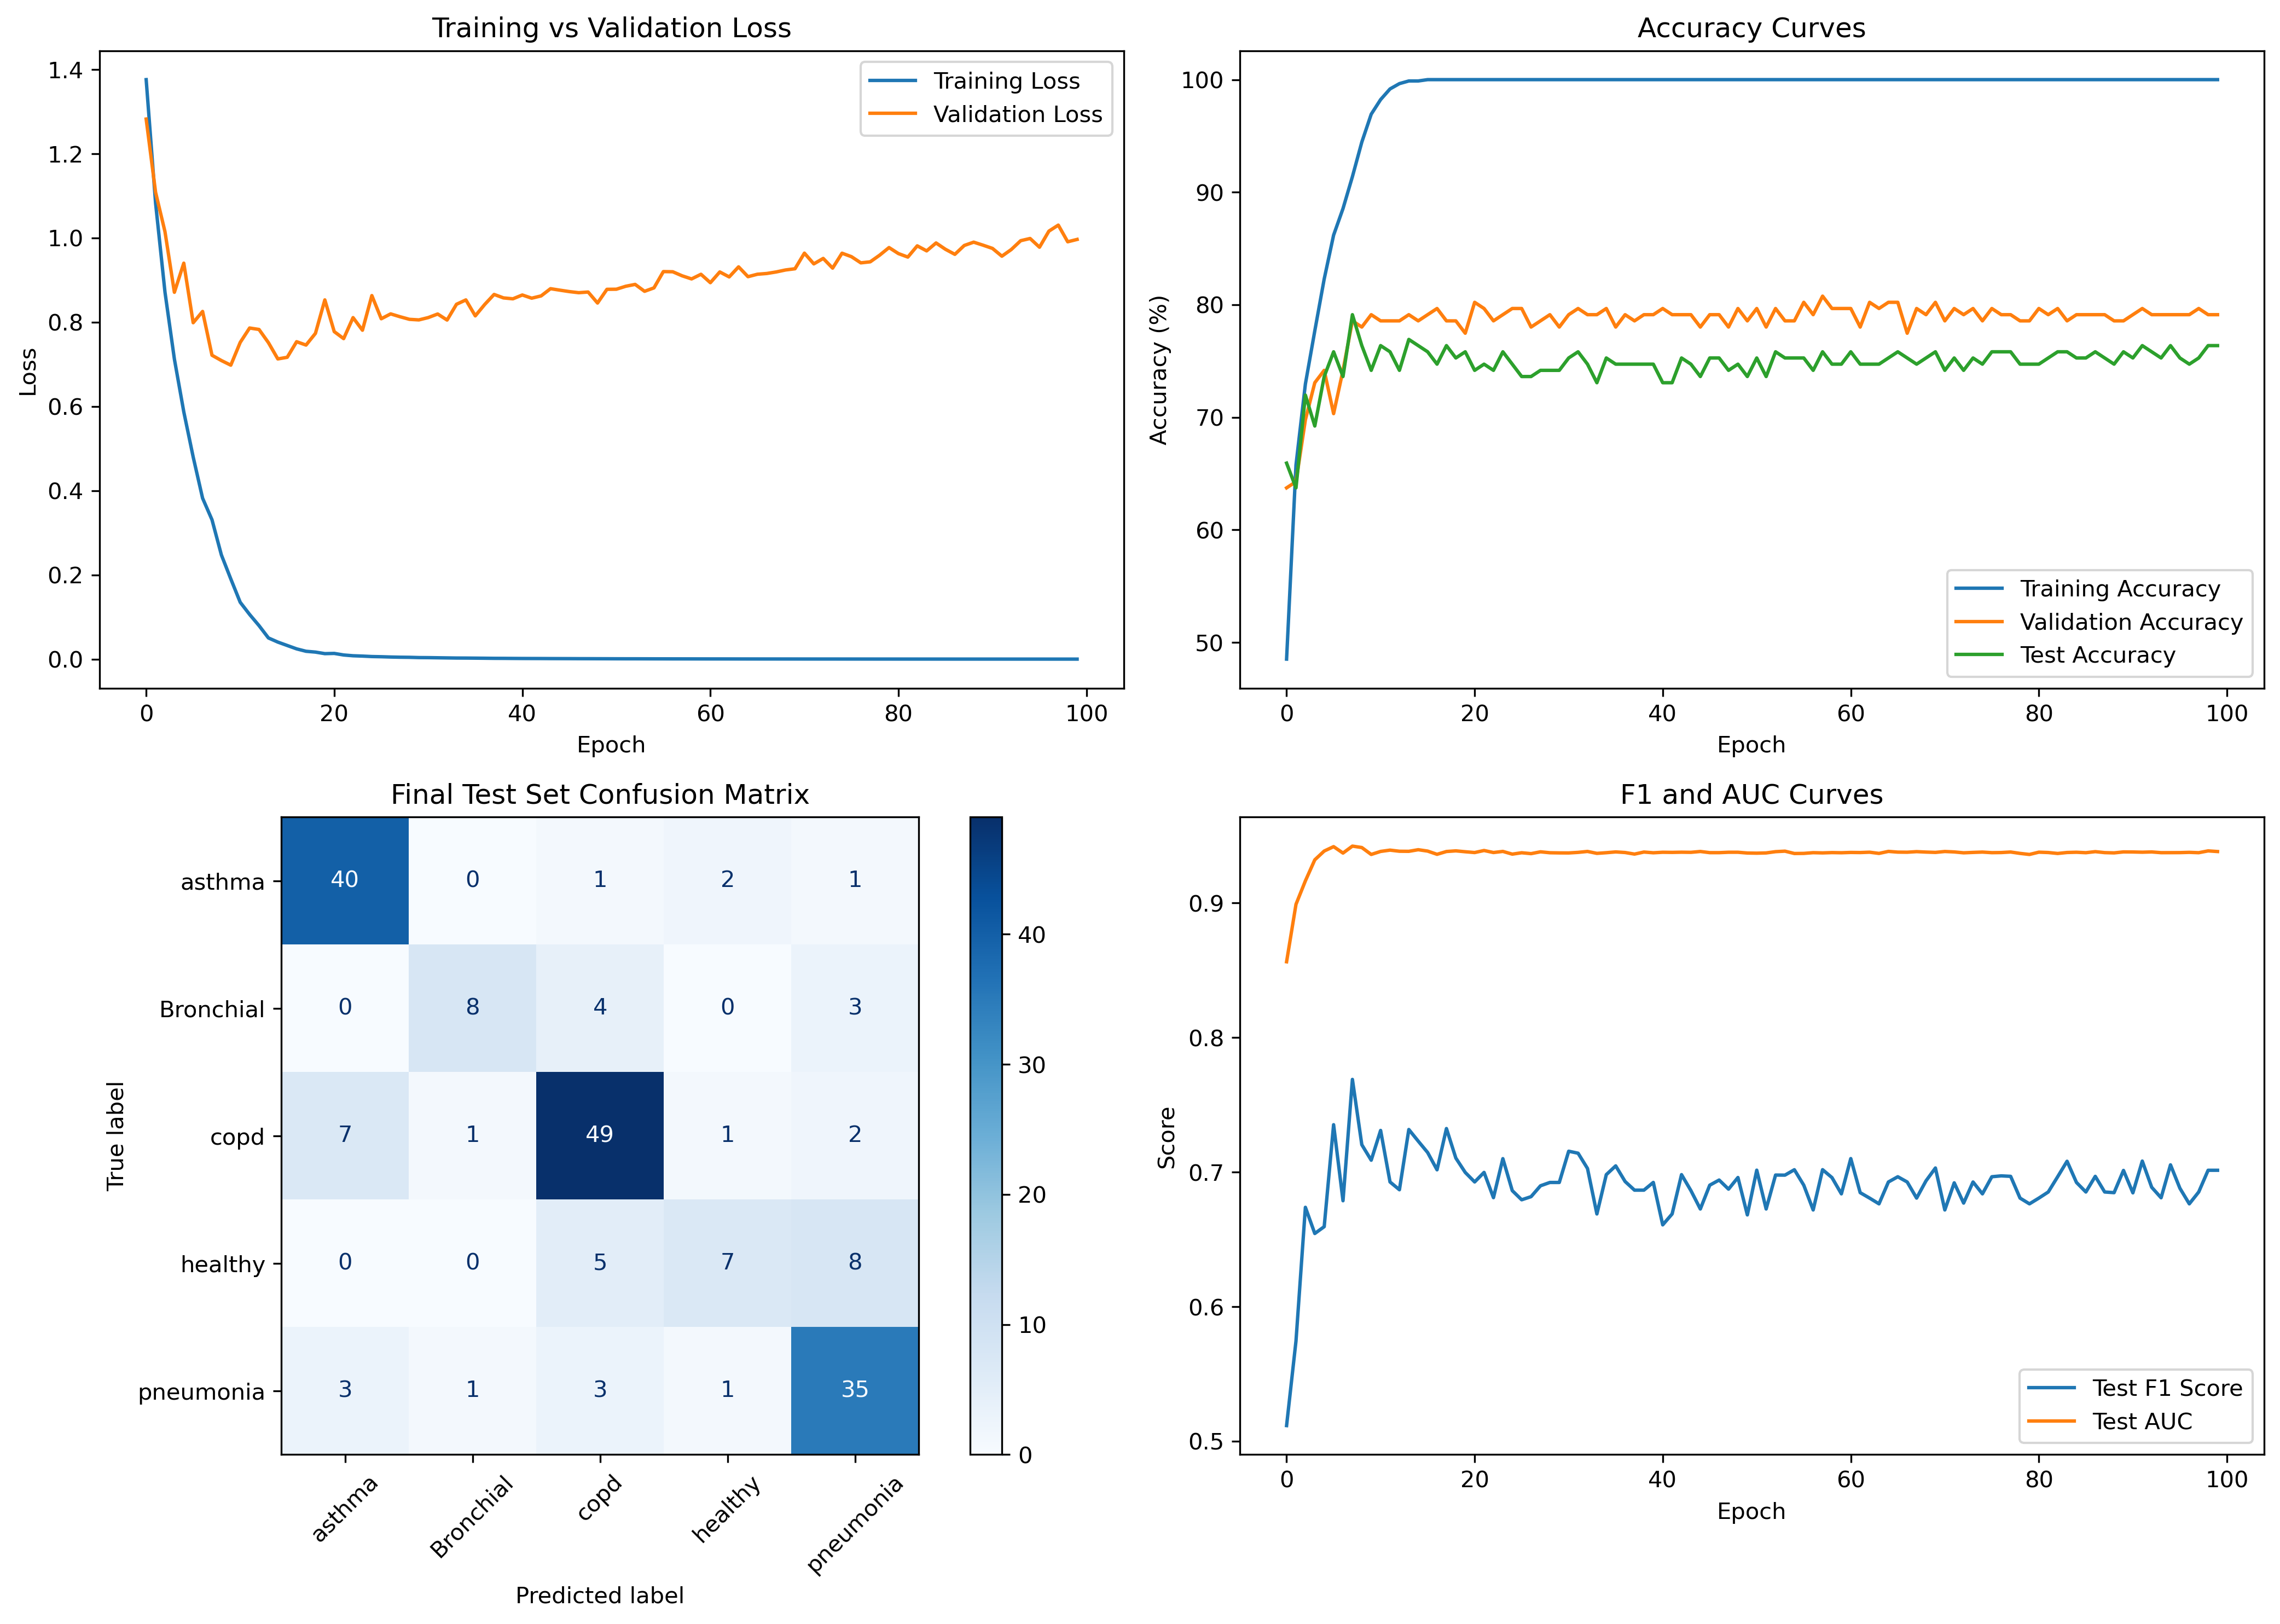 Training vs Validation Loss
1.4
1.2
1.0
0.8
0.6
0.4
0.2
0.0
Loss
0 20 40 60 80 100
Epoch
Training Loss
Validation Loss
Accuracy Curves
100
90
80
70
60
50
Accuracy (%)
0 20 40 60 80 100
Epoch
Training Accuracy
Validation Accuracy
Test Accuracy
Final Test Set Confusion Matrix
True label
asthma 40 0 1 2 1
Bronchial 0 8 4 0 3
copd 7 1 49 1 2
healthy 0 0 5 7 8
pneumonia 3 1 3 1 35
asthma Bronchial copd healthy pneumonia
Predicted label
40
30
20
10
0
F1 and AUC Curves
0.9
0.8
0.7
0.6
0.5
Score
0 20 40 60 80 100
Epoch
Test F1 Score
Test AUC